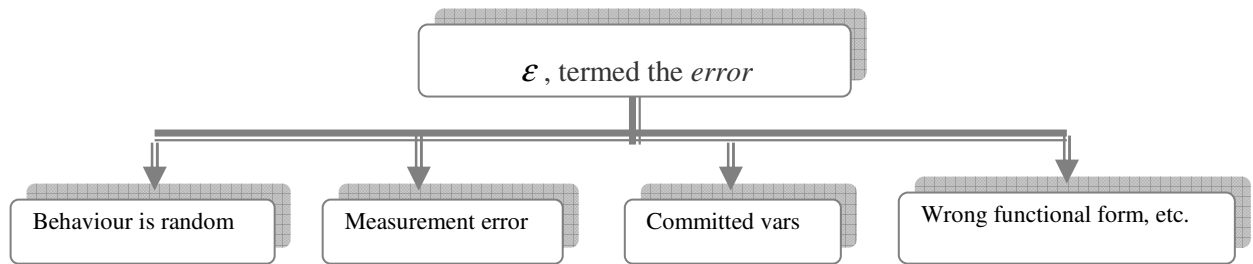 ε , termed the error
Behaviour is random
Measurement error
Committed vars
Wrong functional form, etc.